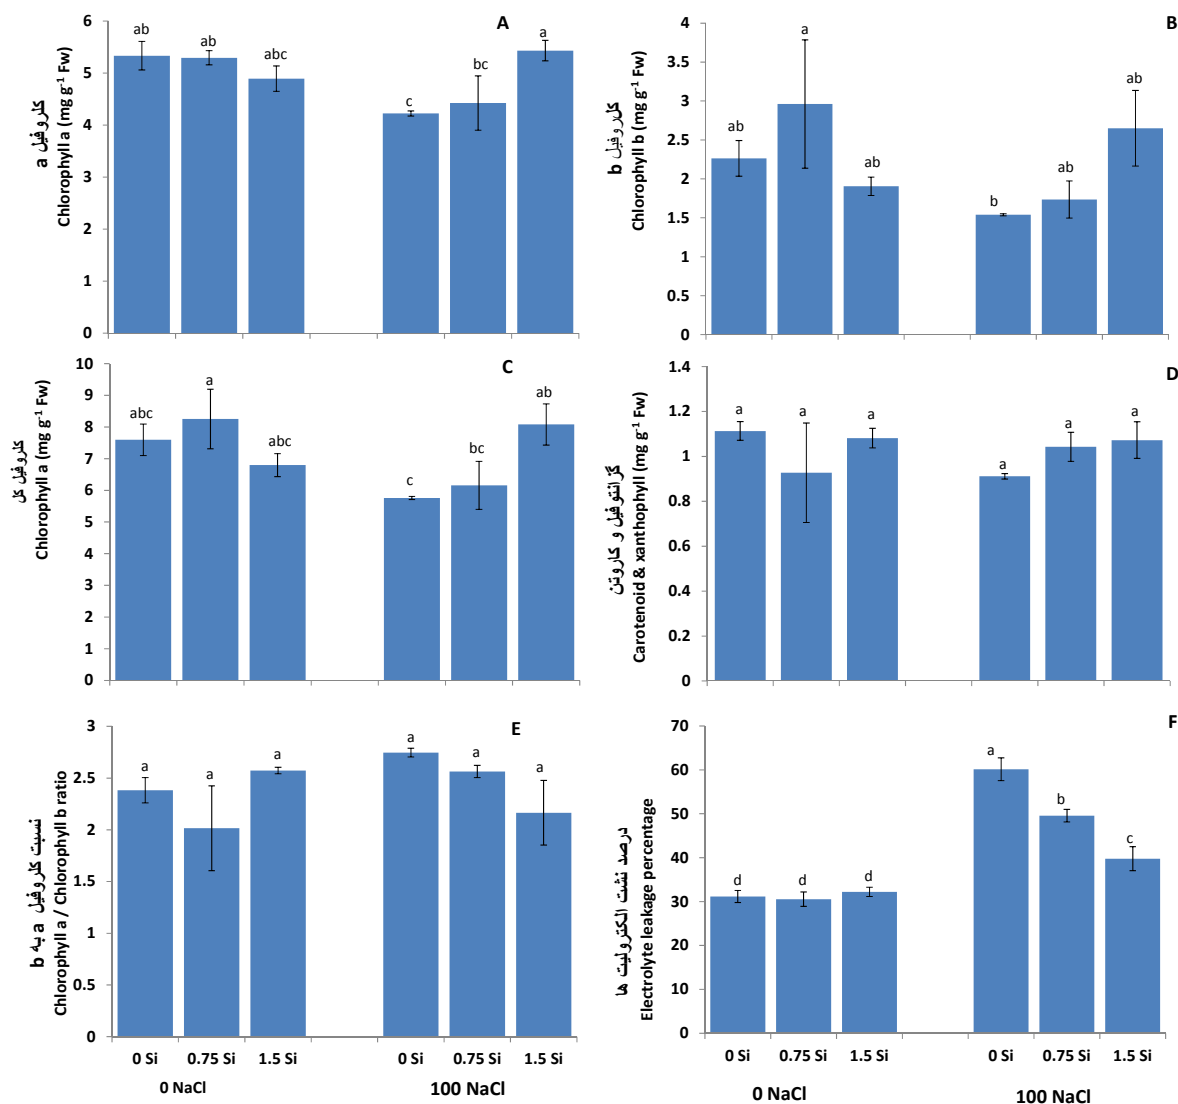 A
کلروفیل a
Chlorophyll a (mg g⁻¹ Fw)
6
5
4
3
2
1
0
ab
ab
abc
c
bc
a
B
کلروفیل b
Chlorophyll b (mg g⁻¹ Fw)
4
3.5
3
2.5
2
1.5
1
0.5
0
ab
a
ab
b
ab
ab
C
کلروفیل کل
Chlorophyll a (mg g⁻¹ Fw)
10
9
8
7
6
5
4
3
2
1
0
abc
a
abc
c
bc
ab
D
گزانتوفیل و کاروتن
Carotenoid & xanthophyll (mg g⁻¹ Fw)
1.4
1.2
1
0.8
0.6
0.4
0.2
0
a
a
a
a
a
a
E
نسبت کلروفیل a به b
Chlorophyll a / Chlorophyll b ratio
3
2.5
2
1.5
1
0.5
0
a
a
a
a
a
a
0 Si 0.75 Si 1.5 Si 0 Si 0.75 Si 1.5 Si
0 NaCl 100 NaCl
F
درصد نشت الکترولیت ها
Electrolyte leakage percentage
70
60
50
40
30
20
10
0
d
d
d
a
b
c
0 Si 0.75 Si 1.5 Si 0 Si 0.75 Si 1.5 Si
0 NaCl 100 NaCl